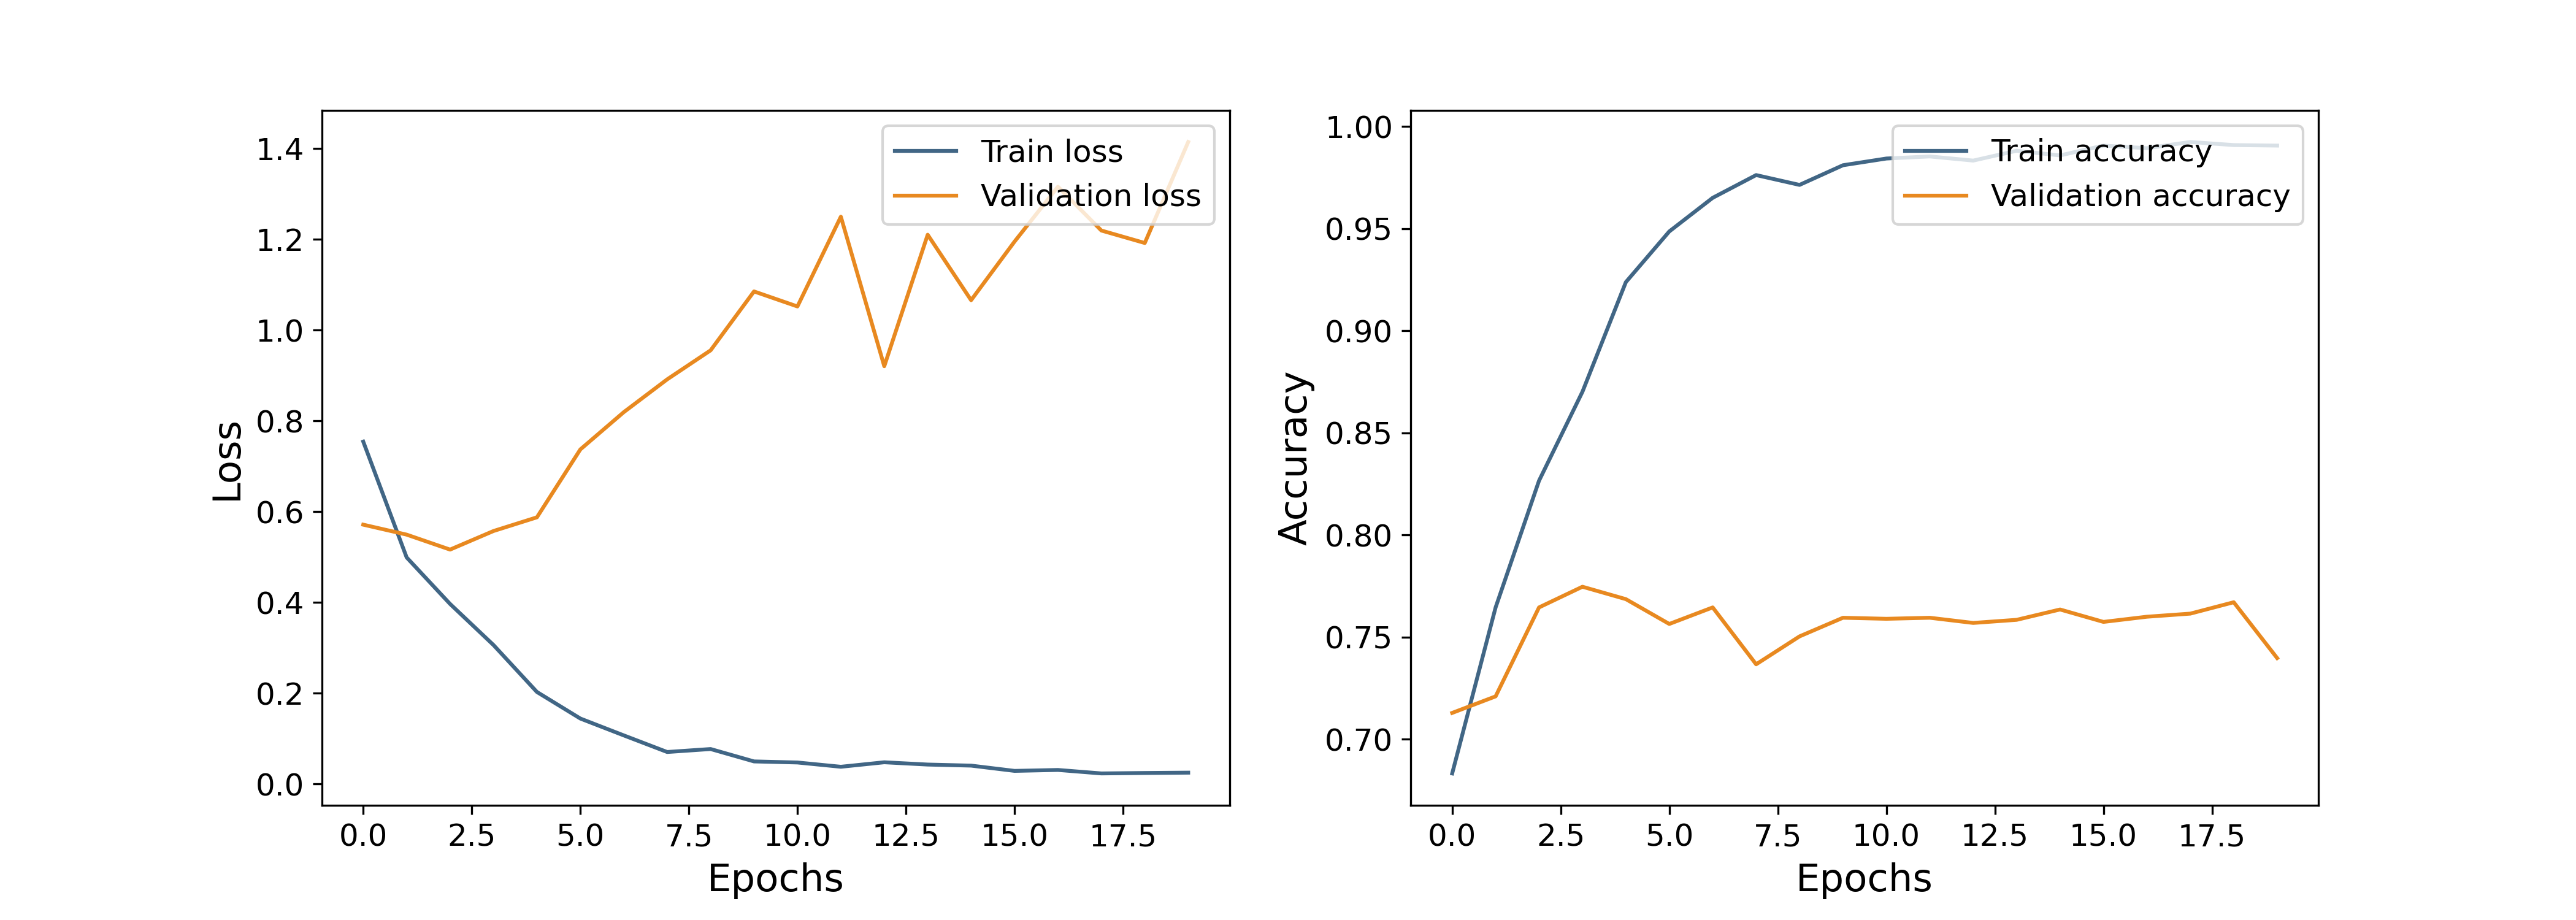 Train loss
Validation loss
1.4
1.2
1.0
0.8
0.6
0.4
0.2
0.0
Loss
0.0 2.5 5.0 7.5 10.0 12.5 15.0 17.5
Epochs
Train accuracy
Validation accuracy
1.00
0.95
0.90
0.85
0.80
0.75
0.70
Accuracy
0.0 2.5 5.0 7.5 10.0 12.5 15.0 17.5
Epochs